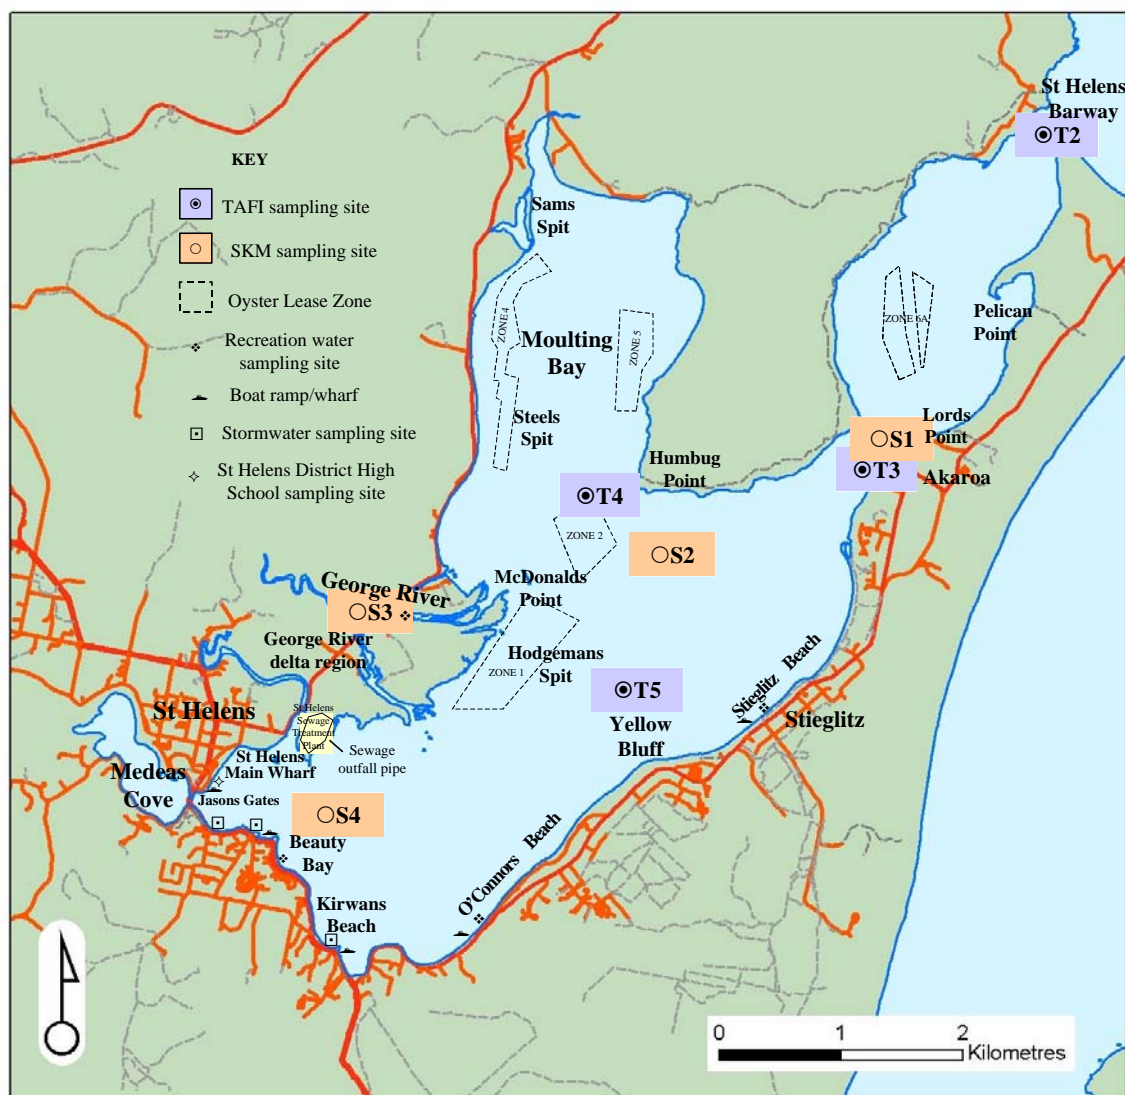 St Helens
Barway
T2
KEY
TAFI sampling site
SKM sampling site
Oyster Lease Zone
Recreation water
sampling site
Boat ramp/wharf
Stormwater sampling site
St Helens District High
School sampling site
Sams
Spit
ZONE 4
Moulting
Bay
ZONE 5
Steels
Spit
ZONE 6A
Pelican
Point
Lords
Point
S1
T3
Akaroa
Humbug
Point
T4
ZONE 2
S2
McDonalds
Point
George River
S3
George River
delta region
Hodgemans
Spit
ZONE 1
T5
Yellow
Bluff
Stieglitz Beach
Stieglitz
St Helens
St Helens
Sewage
Treatment
Plant
Sewage
outfall pipe
St Helens
Main Wharf
Medeas
Cove
Jasons Gates
S4
Beauty
Bay
O'Connors Beach
Kirwans
Beach
0 1 2
Kilometres